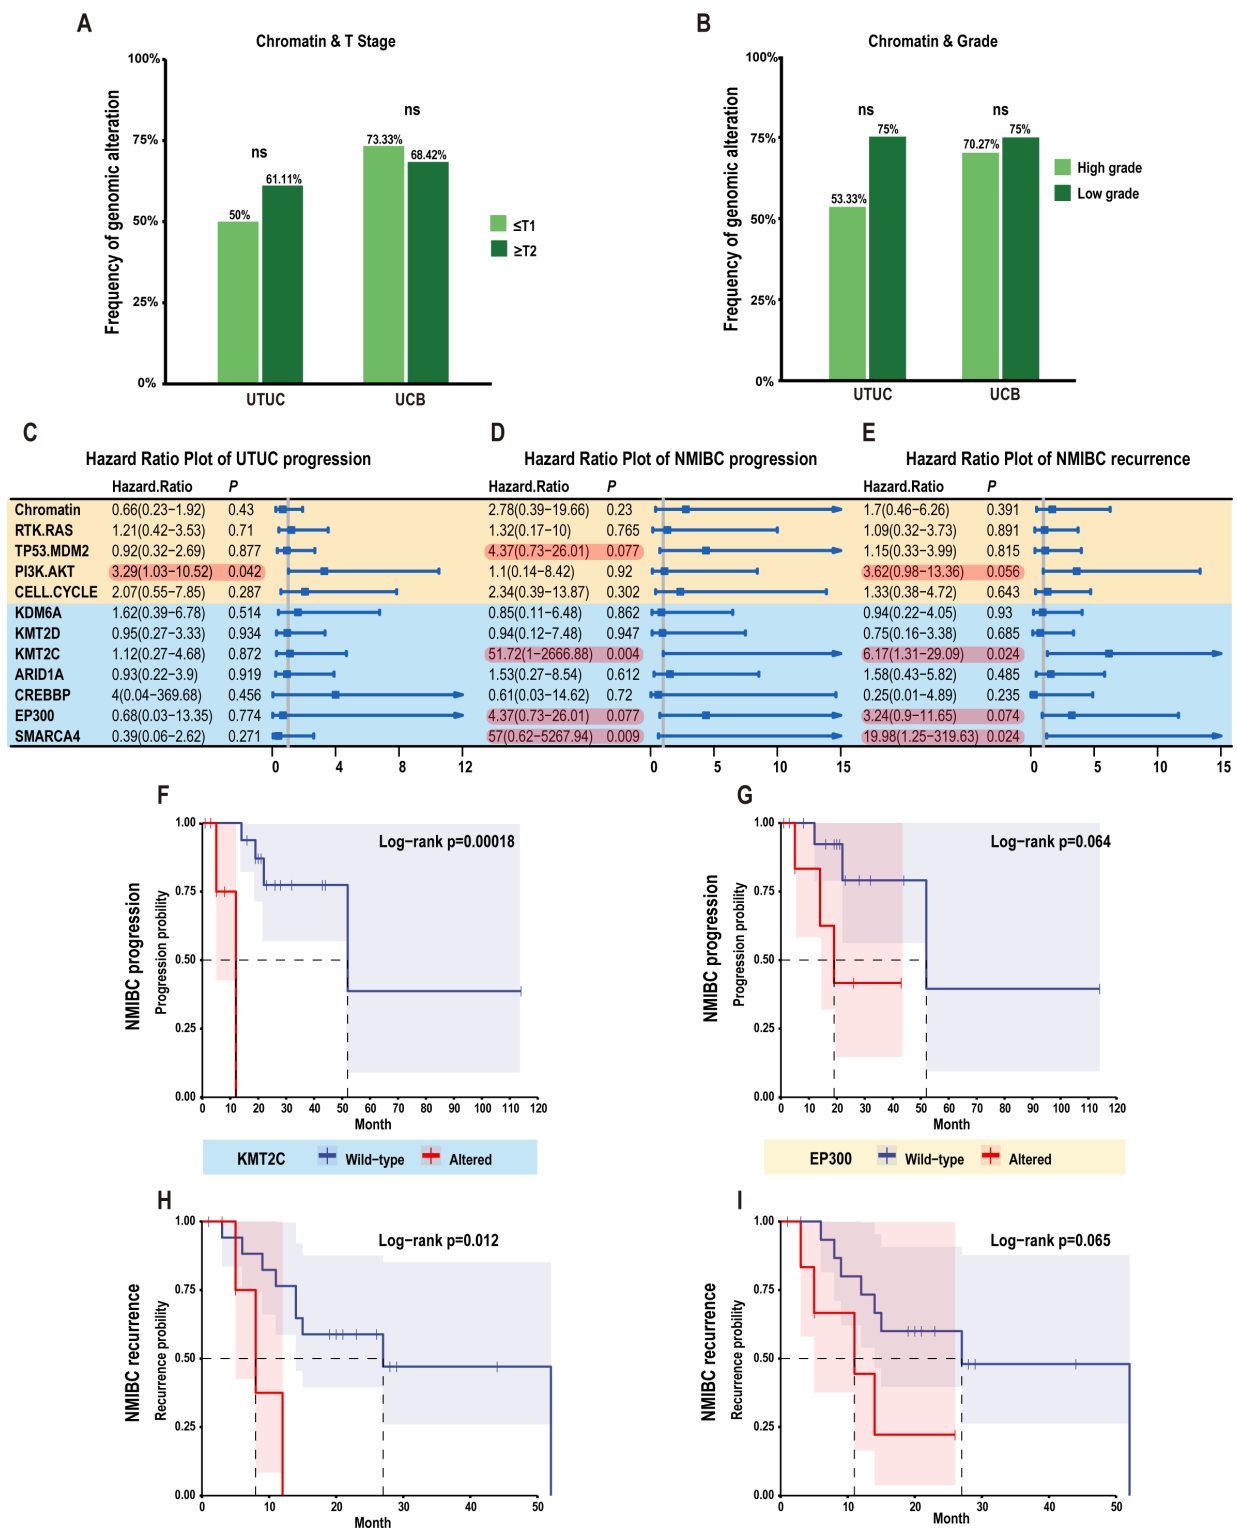 A
Chromatin & T Stage
Frequency of genomic alteration
100%
75%
50%
25%
0%
ns
ns
50%
61.11%
73.33%
68.42%
UTUC
UCB
≤T1
≥T2
B
Chromatin & Grade
Frequency of genomic alteration
100%
75%
50%
25%
0%
ns
ns
53.33%
75%
70.27%
75%
UTUC
UCB
High grade
Low grade
C
Hazard Ratio Plot of UTUC progression
Hazard.Ratio P
Chromatin 0.66(0.23−1.92) 0.43
RTK.RAS 1.21(0.42−3.53) 0.71
TP53.MDM2 0.92(0.32−2.69) 0.877
PI3K.AKT 3.29(1.03−10.52) 0.042
CELL.CYCLE 2.07(0.55−7.85) 0.287
KDM6A 1.62(0.39−6.78) 0.514
KMT2D 0.95(0.27−3.33) 0.934
KMT2C 1.12(0.27−4.68) 0.872
ARID1A 0.93(0.22−3.9) 0.919
CREBBP 4(0.04−369.68) 0.456
EP300 0.68(0.03−13.35) 0.774
SMARCA4 0.39(0.06−2.62) 0.271
0 4 8 12
D
Hazard Ratio Plot of NMIBC progression
Hazard.Ratio P
2.78(0.39−19.66) 0.23
1.32(0.17−10) 0.765
4.37(0.73−26.01) 0.077
1.1(0.14−8.42) 0.92
2.34(0.39−13.87) 0.302
0.85(0.11−6.48) 0.862
0.94(0.12−7.48) 0.947
51.72(1−2666.88) 0.004
1.53(0.27−8.54) 0.612
0.61(0.03−14.62) 0.72
4.37(0.73−26.01) 0.077
57(0.62−5267.94) 0.009
0 5 10 15
E
Hazard Ratio Plot of NMIBC recurrence
Hazard.Ratio P
1.7(0.46−6.26) 0.391
1.09(0.32−3.73) 0.891
1.15(0.33−3.99) 0.815
3.62(0.98−13.36) 0.056
1.33(0.38−4.72) 0.643
0.94(0.22−4.05) 0.93
0.75(0.16−3.38) 0.685
6.17(1.31−29.09) 0.024
1.58(0.43−5.82) 0.485
0.25(0.01−4.89) 0.235
3.24(0.9−11.65) 0.074
19.98(1.25−319.63) 0.024
0 5 10 15
F
NMIBC progression
Progression probility
1.00
0.75
0.50
0.25
0.00
Log−rank p=0.00018
0 10 20 30 40 50 60 70 80 90 100 110 120
Month
G
NMIBC progression
Progression probility
1.00
0.75
0.50
0.25
0.00
Log−rank p=0.064
0 10 20 30 40 50 60 70 80 90 100 110 120
Month
KMT2C Wild−type Altered
EP300 Wild−type Altered
H
NMIBC recurrence
Recurrence probility
1.00
0.75
0.50
0.25
0.00
Log−rank p=0.012
0 10 20 30 40 50
Month
I
NMIBC recurrence
Recurrence probility
1.00
0.75
0.50
0.25
0.00
Log−rank p=0.065
0 10 20 30 40 50
Month